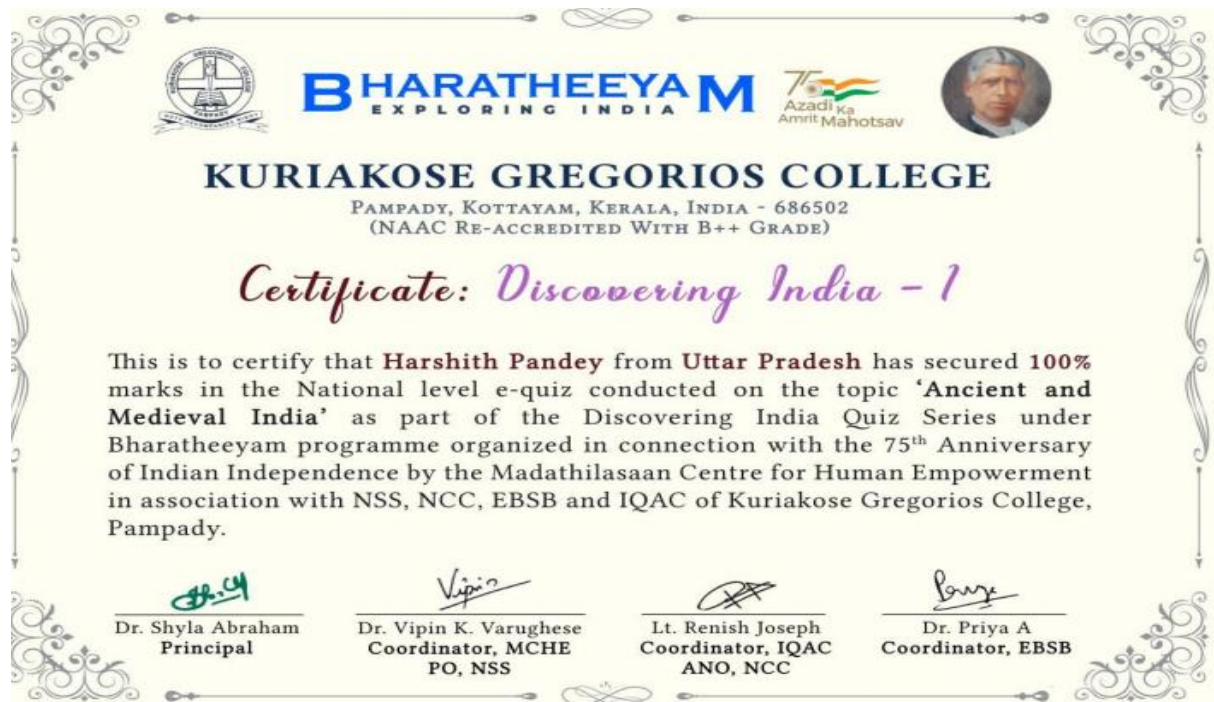 BHARATHEEYAM
EXPLORING INDIA
75
Azadi Ka
Amrit Mahotsav
KURIAKOSE GREGORIOS COLLEGE
PAMPADY
KURIAKOSE GREGORIOS COLLEGE
PAMPADY, KOTTAYAM, KERALA, INDIA - 686502
(NAAC RE-ACCREDITED WITH B++ GRADE)
Certificate: Discovering India - 1
This is to certify that Harshith Pandey from Uttar Pradesh has secured 100%
marks in the National level e-quiz conducted on the topic ‘Ancient and
Medieval India’ as part of the Discovering India Quiz Series under
Bharatheeyam programme organized in connection with the 75th Anniversary
of Indian Independence by the Madathilasaan Centre for Human Empowerment
in association with NSS, NCC, EBSB and IQAC of Kuriakose Gregorios College,
Pampady.
Vipin
Dr. Shyla Abraham
Principal
Dr. Vipin K. Varughese
Coordinator, MCHE
PO, NSS
Lt. Renish Joseph
Coordinator, IQAC
ANO, NCC
Dr. Priya A
Coordinator, EBSB